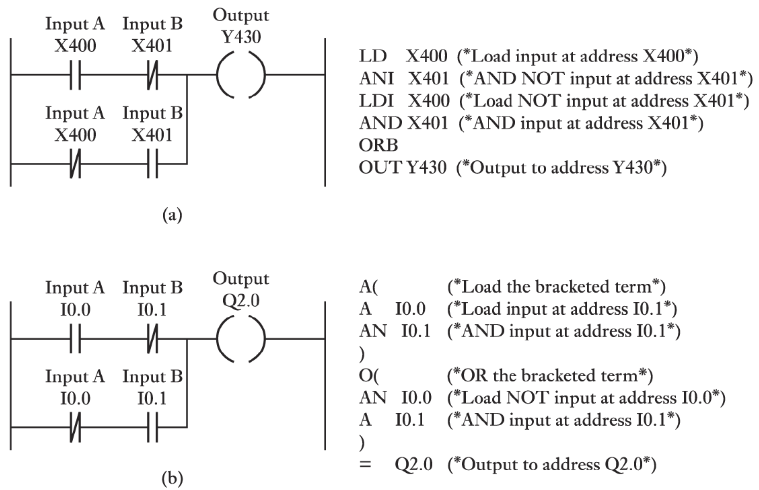 Input A Input B Output
X400 X401 Y430
Input A Input B
X400 X401
(a)
LD X400 (*Load input at address X400*)
ANI X401 (*AND NOT input at address X401*)
LDI X400 (*Load NOT input at address X401*)
AND X401 (*AND input at address X401*)
ORB
OUT Y430 (*Output to address Y430*)
Input A Input B Output
I0.0 I0.1 Q2.0
Input A Input B
I0.0 I0.1
(b)
A( (*Load the bracketed term*)
A I0.0 (*Load input at address I0.1*)
AN I0.1 (*AND input at address I0.1*)
)
O( (*OR the bracketed term*)
AN I0.0 (*Load NOT input at address I0.0*)
A I0.1 (*AND input at address I0.1*)
)
= Q2.0 (*Output to address Q2.0*)